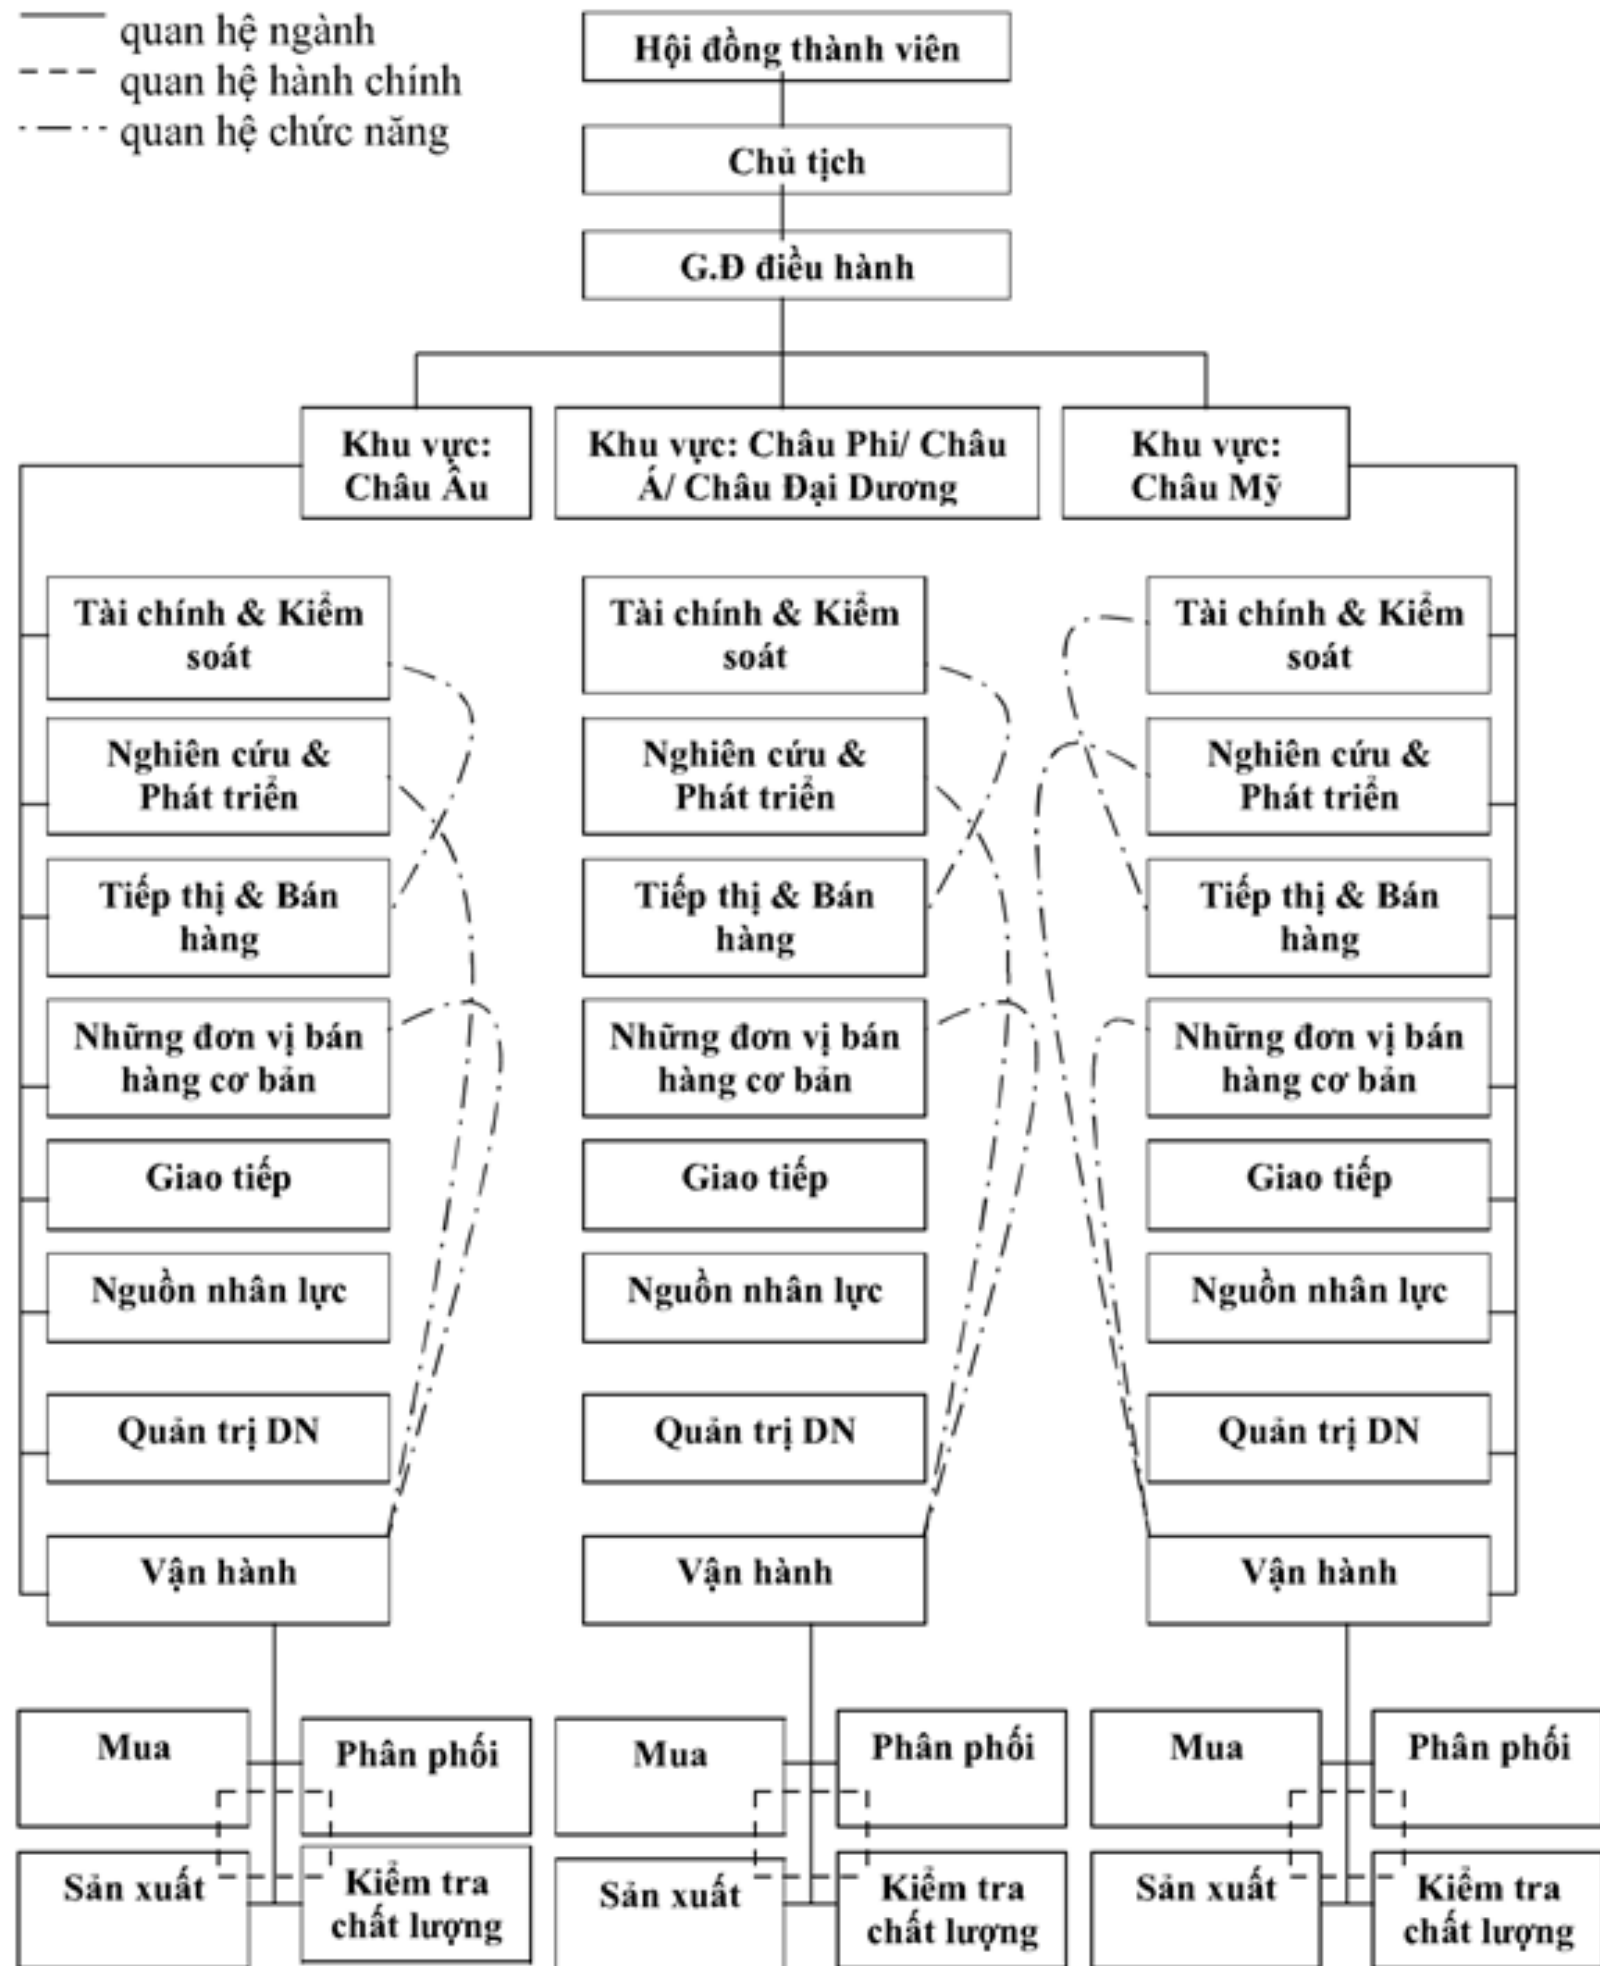 quan hệ ngành
quan hệ hành chính
quan hệ chức năng
Hội đồng thành viên
Chủ tịch
G.Đ điều hành
Khu vực:
Châu Âu
Khu vực: Châu Phi/ Châu
Á/ Châu Đại Dương
Khu vực:
Châu Mỹ
Tài chính & Kiểm
soát
Nghiên cứu &
Phát triển
Tiếp thị & Bán
hàng
Những đơn vị bán
hàng cơ bản
Giao tiếp
Nguồn nhân lực
Quản trị DN
Vận hành
Mua
Phân phối
Sản xuất
Kiểm tra
chất lượng
Tài chính & Kiểm
soát
Nghiên cứu &
Phát triển
Tiếp thị & Bán
hàng
Những đơn vị bán
hàng cơ bản
Giao tiếp
Nguồn nhân lực
Quản trị DN
Vận hành
Mua
Phân phối
Sản xuất
Kiểm tra
chất lượng
Tài chính & Kiểm
soát
Nghiên cứu &
Phát triển
Tiếp thị & Bán
hàng
Những đơn vị bán
hàng cơ bản
Giao tiếp
Nguồn nhân lực
Quản trị DN
Vận hành
Mua
Phân phối
Sản xuất
Kiểm tra
chất lượng